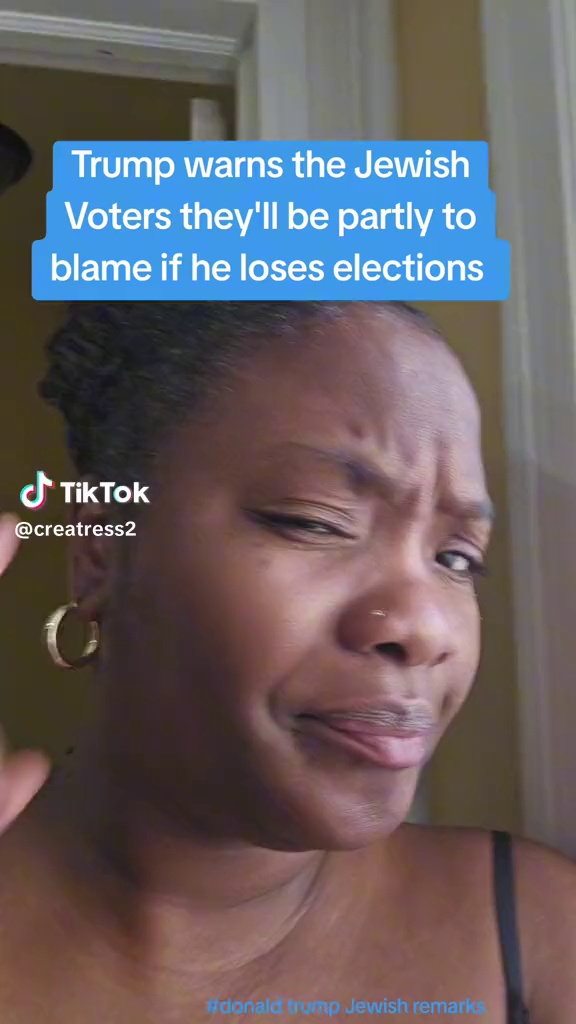 Trump warns the Jewish
Voters they'll be partly to
blame if he loses elections
TikTok
@creatress2
#donald trump Jewish remarks